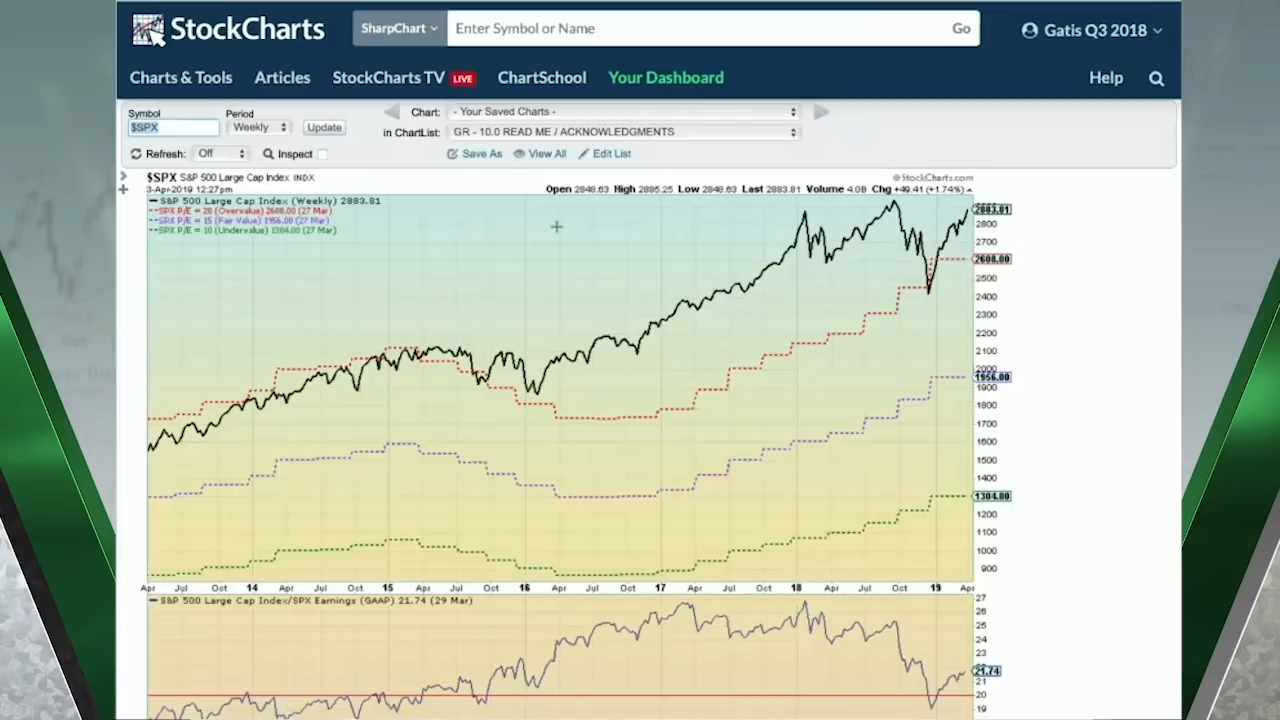 StockCharts
SharpChart
Enter Symbol or Name
Go
Gatis Q3 2018
Charts & Tools
Articles
StockCharts TV LIVE
ChartSchool
Your Dashboard
Help
Symbol
Period
$SPX
Weekly
Update
Chart:
- Your Saved Charts -
in ChartList:
GR - 10.0 READ ME / ACKNOWLEDGMENTS
Refresh:
Off
Inspect
Save As
View All
Edit List
$SPX S&P 500 Large Cap Index INDX
@StockCharts.com
3-Apr-2019 12:27pm
Open 2848.63 High 2885.25 Low 2848.63 Last 2883.81 Volume 4.0B Chg +49.41 (+1.74%)
S&P 500 Large Cap Index (Weekly) 2883.81
SPX P/E = 20 (Overvalue) 2608.00 (27 Mar)
SPX P/E = 15 (Fair Value) 1956.00 (27 Mar)
SPX P/E = 10 (Undervalue) 1304.00 (27 Mar)
2883.81
2800
2700
2608.00
2500
2400
2300
2200
2100
2000
1956.00
1900
1800
1700
1600
1500
1400
1304.00
1200
1100
1000
900
Apr Jul Oct 14 Apr Jul Oct 15 Apr Jul Oct 16 Apr Jul Oct 17 Apr Jul Oct 18 Apr Jul Oct 19 Apr
S&P 500 Large Cap Index/SPX Earnings (GAAP) 21.74 (29 Mar)
27
26
25
24
23
21.74
21
20
19